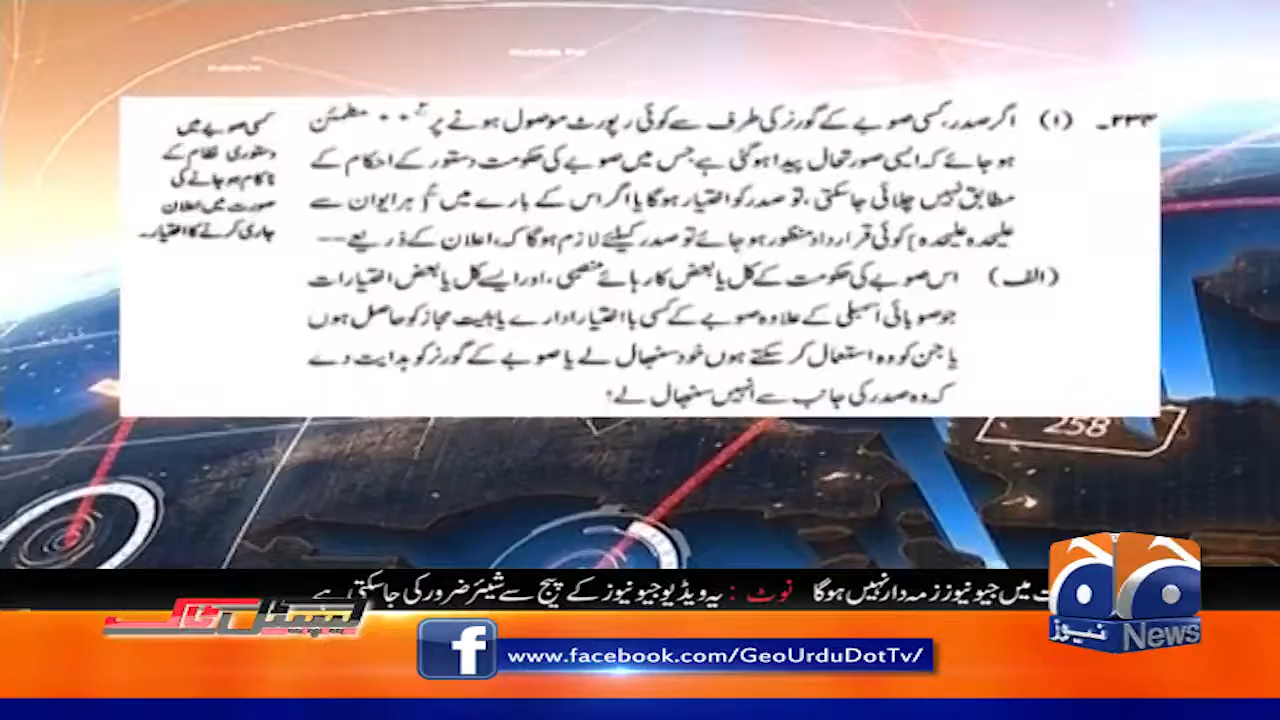 ۲۳۴۔ (۱) اگر صدر، کسی صوبے کے گورنر کی طرف سے کوئی رپورٹ موصول ہونے پر ۲** مطمئن
ہو جائے کہ ایسی صورتحال پیدا ہو گئی ہے جس میں صوبے کی حکومت دستور کے احکام کے
مطابق نہیں چلائی جا سکتی، تو صدر کو اختیار ہو گا یا اگر اس کے بارے میں [ہر ایوان سے
علیحدہ علیحدہ] کوئی قرارداد منظور ہو جائے تو صدر کیلئے لازم ہو گا کہ، اعلان کے ذریعے--
(الف) اس صوبے کی حکومت کے کل یا بعض کارہائے منصبی، اور ایسے کل یا بعض اختیارات
جو صوبائی اسمبلی کے علاوہ صوبے کے کسی با اختیار ادارے یا ہیئت مجاز کو حاصل ہوں
یا جن کو وہ استعمال کر سکتے ہوں خود سنبھال لے یا صوبے کے گورنر کو ہدایت دے
کہ وہ صدر کی جانب سے انہیں سنبھال لے؛
کسی صوبے میں
دستوری نظام کے
ناکام ہو جانے کی
صورت میں اعلان
جاری کرنے کا اختیار۔
258
میں جیو نیوز زمہ دار نہیں ہوگا نوٹ : یہ ویڈیو جیو نیوز کے پیج سے شیئر ضرور کی جا سکتی ہے
کیپیٹل ٹاک
www.facebook.com/GeoUrduDotTv/
جیو
نیوز News